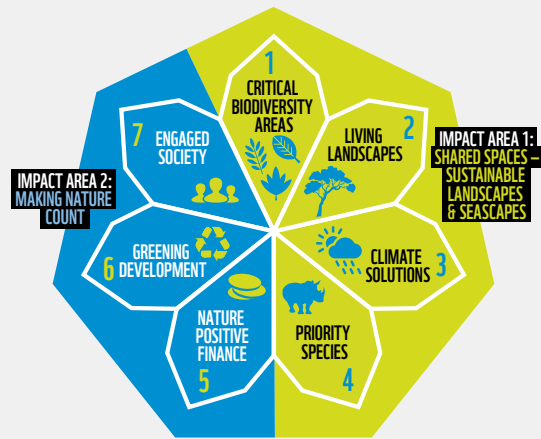 1
CRITICAL
BIODIVERSITY
AREAS
2
LIVING
LANDSCAPES
IMPACT AREA 1:
SHARED SPACES –
SUSTAINABLE
LANDSCAPES
& SEASCAPES
CLIMATE
SOLUTIONS
3
PRIORITY
SPECIES
4
NATURE
POSITIVE
FINANCE
5
GREENING
DEVELOPMENT
6
7
ENGAGED
SOCIETY
IMPACT AREA 2:
MAKING NATURE
COUNT